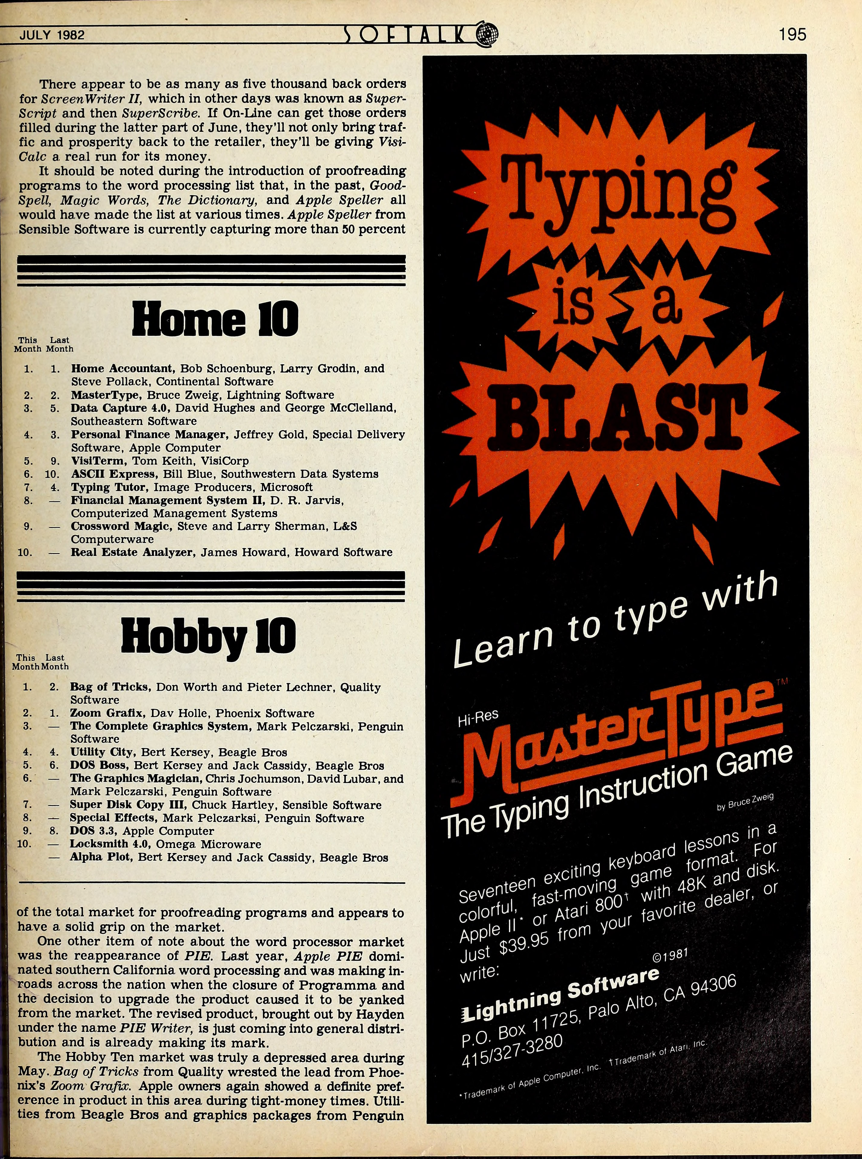 JULY 1982
SOFTALK
195
There appear to be as many as five thousand back orders
for ScreenWriter II, which in other days was known as Super-
Script and then SuperScribe. If On-Line can get those orders
filled during the latter part of June, they'll not only bring traf-
fic and prosperity back to the retailer, they'll be giving Visi-
Calc a real run for its money.
It should be noted during the introduction of proofreading
programs to the word processing list that, in the past, Good-
Spell, Magic Words, The Dictionary, and Apple Speller all
would have made the list at various times. Apple Speller from
Sensible Software is currently capturing more than 50 percent
Home 10
This Last
Month Month
1. 1. Home Accountant, Bob Schoenburg, Larry Grodin, and
Steve Pollack, Continental Software
2. 2. MasterType, Bruce Zweig, Lightning Software
3. 5. Data Capture 4.0, David Hughes and George McClelland,
Southeastern Software
4. 3. Personal Finance Manager, Jeffrey Gold, Special Delivery
Software, Apple Computer
5. 9. VisiTerm, Tom Keith, VisiCorp
6. 10. ASCII Express, Bill Blue, Southwestern Data Systems
7. 4. Typing Tutor, Image Producers, Microsoft
8. — Financial Management System II, D. R. Jarvis,
Computerized Management Systems
9. — Crossword Magic, Steve and Larry Sherman, L&S
Computerware
10. — Real Estate Analyzer, James Howard, Howard Software
Hobby 10
This Last
Month Month
1. 2. Bag of Tricks, Don Worth and Pieter Lechner, Quality
Software
2. 1. Zoom Grafix, Dav Holle, Phoenix Software
3. — The Complete Graphics System, Mark Pelczarski, Penguin
Software
4. 4. Utility City, Bert Kersey, Beagle Bros
5. 6. DOS Boss, Bert Kersey and Jack Cassidy, Beagle Bros
6. — The Graphics Magician, Chris Jochumson, David Lubar, and
Mark Pelczarski, Penguin Software
7. — Super Disk Copy III, Chuck Hartley, Sensible Software
8. — Special Effects, Mark Pelczarksi, Penguin Software
9. 8. DOS 3.3, Apple Computer
10. — Locksmith 4.0, Omega Microware
— Alpha Plot, Bert Kersey and Jack Cassidy, Beagle Bros
of the total market for proofreading programs and appears to
have a solid grip on the market.
One other item of note about the word processor market
was the reappearance of PIE. Last year, Apple PIE domi-
nated southern California word processing and was making in-
roads across the nation when the closure of Programma and
the decision to upgrade the product caused it to be yanked
from the market. The revised product, brought out by Hayden
under the name PIE Writer, is just coming into general distri-
bution and is already making its mark.
The Hobby Ten market was truly a depressed area during
May. Bag of Tricks from Quality wrested the lead from Phoe-
nix's Zoom Grafix. Apple owners again showed a definite pref-
erence in product in this area during tight-money times. Utili-
ties from Beagle Bros and graphics packages from Penguin
Typing
is a
BLAST
Learn to type with
Hi-Res
MasterType™
The Typing Instruction Game
by Bruce Zweig
Seventeen exciting keyboard lessons in a
colorful, fast-moving game format. For
Apple II* or Atari 800† with 48K and disk.
Just $39.95 from your favorite dealer, or
write:
©1981
Lightning Software
P.O. Box 11725, Palo Alto, CA 94306
415/327-3280
*Trademark of Apple Computer, Inc. †Trademark of Atari, Inc.